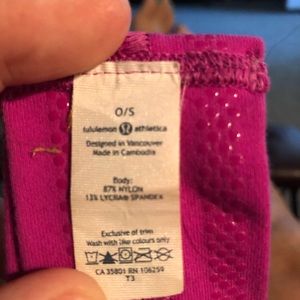 O/S
lululemon athletica
Designed in Vancouver
Made in Cambodia
Body:
87% NYLON
13% LYCRA® SPANDEX
Exclusive of trim
Wash with like colours only
CA 35801 RN 106259
T3